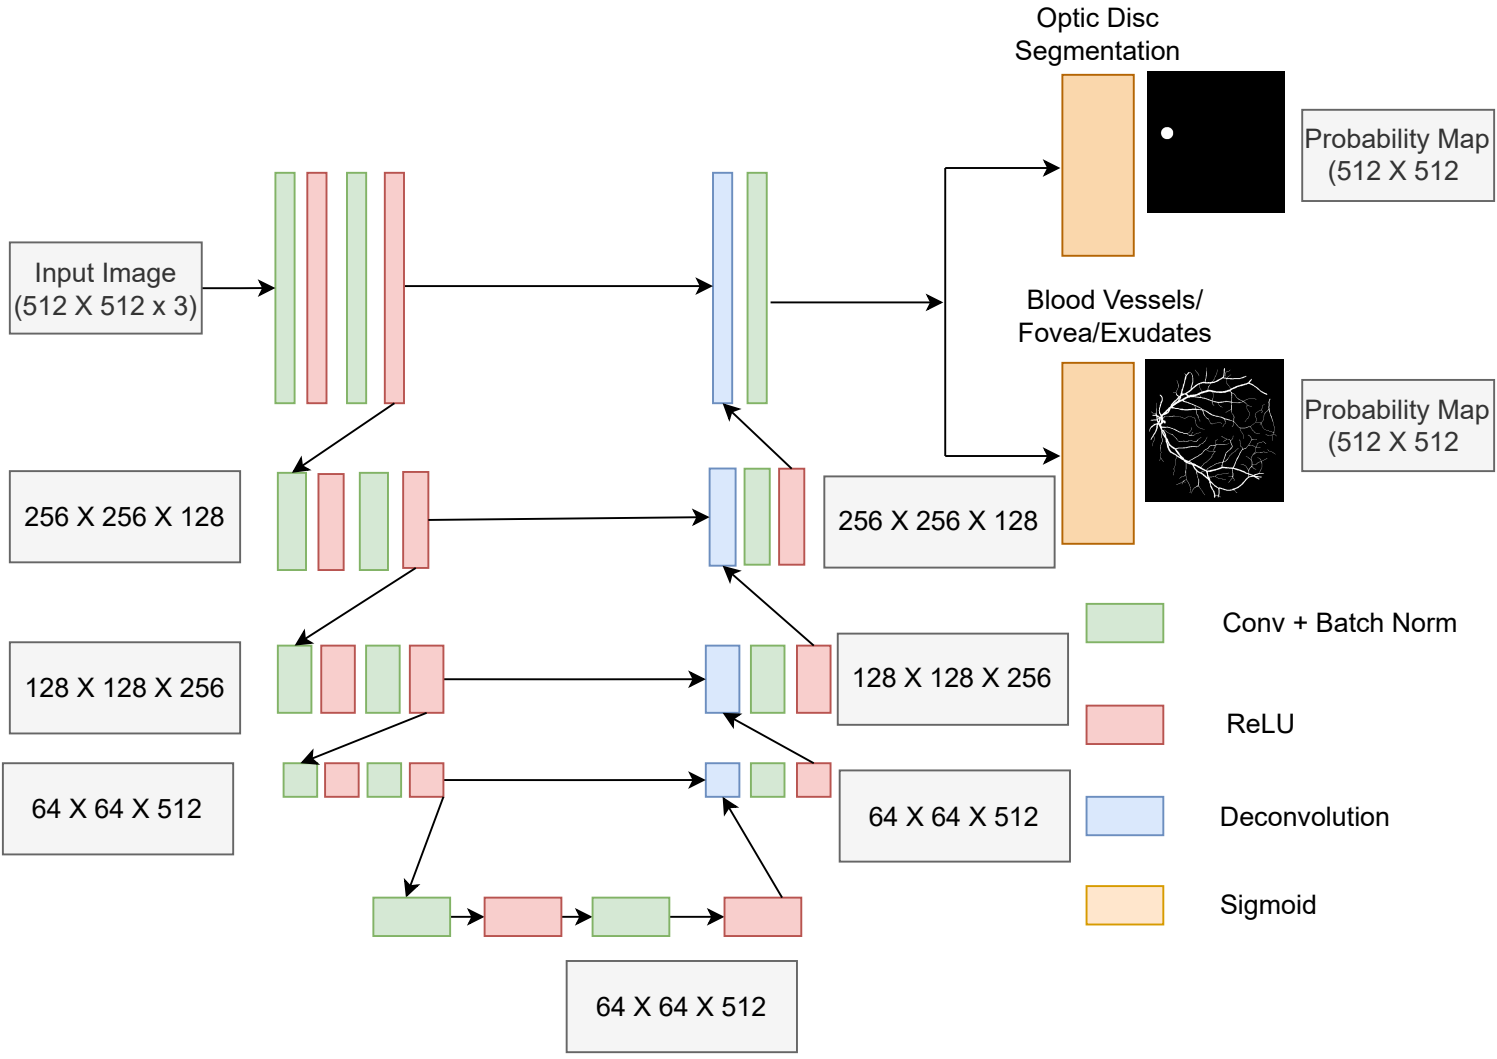 Optic Disc
Segmentation
Probability Map
(512 X 512
Input Image
(512 X 512 x 3)
Blood Vessels/
Fovea/Exudates
Probability Map
(512 X 512
256 X 256 X 128
256 X 256 X 128
Conv + Batch Norm
128 X 128 X 256
128 X 128 X 256
ReLU
64 X 64 X 512
64 X 64 X 512
Deconvolution
Sigmoid
64 X 64 X 512